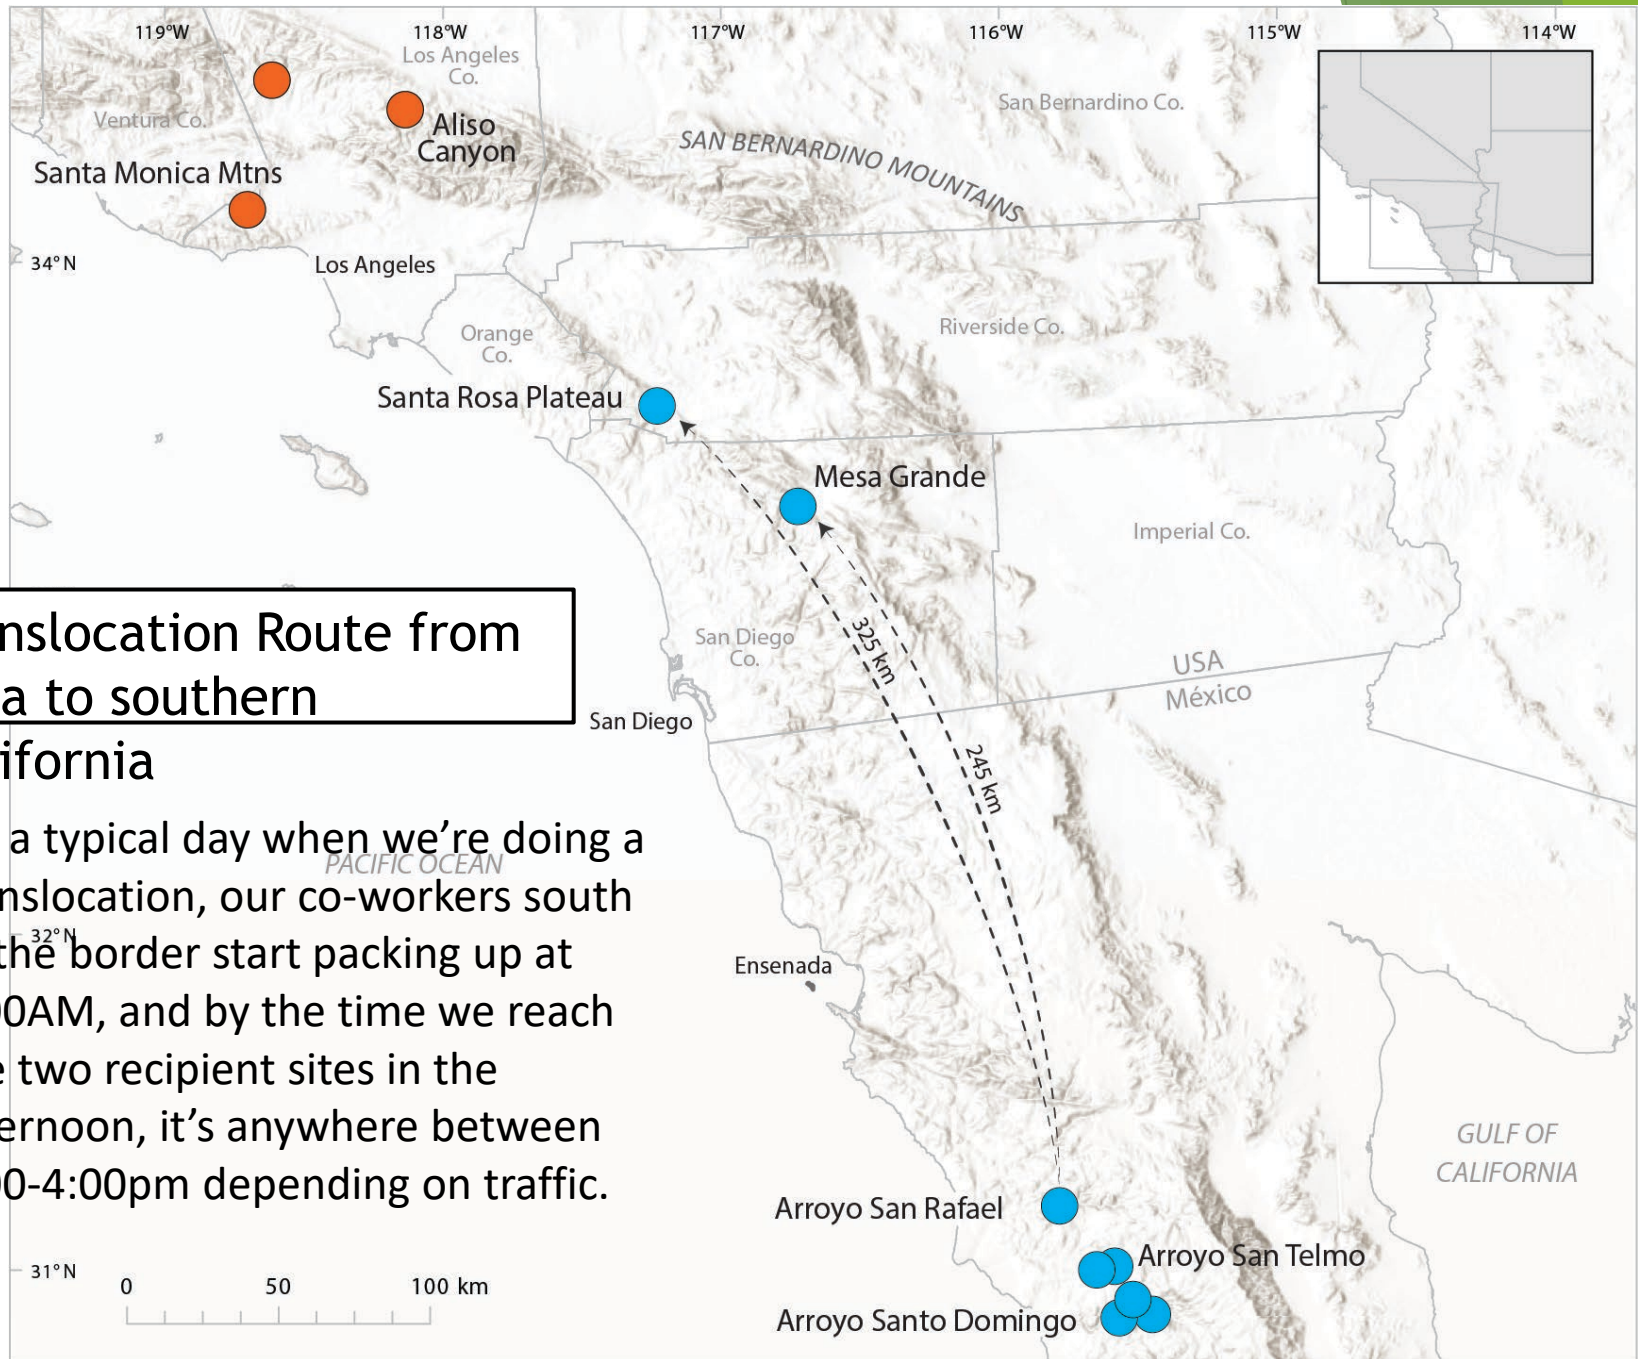 119°W
118°W
117°W
116°W
115°W
114°W
Los Angeles
Co.
San Bernardino Co.
Ventura Co.
Aliso
Canyon
SAN BERNARDINO MOUNTAINS
Santa Monica Mtns
34°N
Los Angeles
Orange
Co.
Riverside Co.
Santa Rosa Plateau
Mesa Grande
Imperial Co.
325 km
San Diego
Co.
USA
México
San Diego
245 km
nslocation Route from
a to southern
ifornia
a typical day when we’re doing a
nslocation, our co-workers south
the border start packing up at
0AM, and by the time we reach
e two recipient sites in the
ernoon, it’s anywhere between
00-4:00pm depending on traffic.
PACIFIC OCEAN
32°N
Ensenada
GULF OF
CALIFORNIA
Arroyo San Rafael
Arroyo San Telmo
31°N
0 50 100 km
Arroyo Santo Domingo